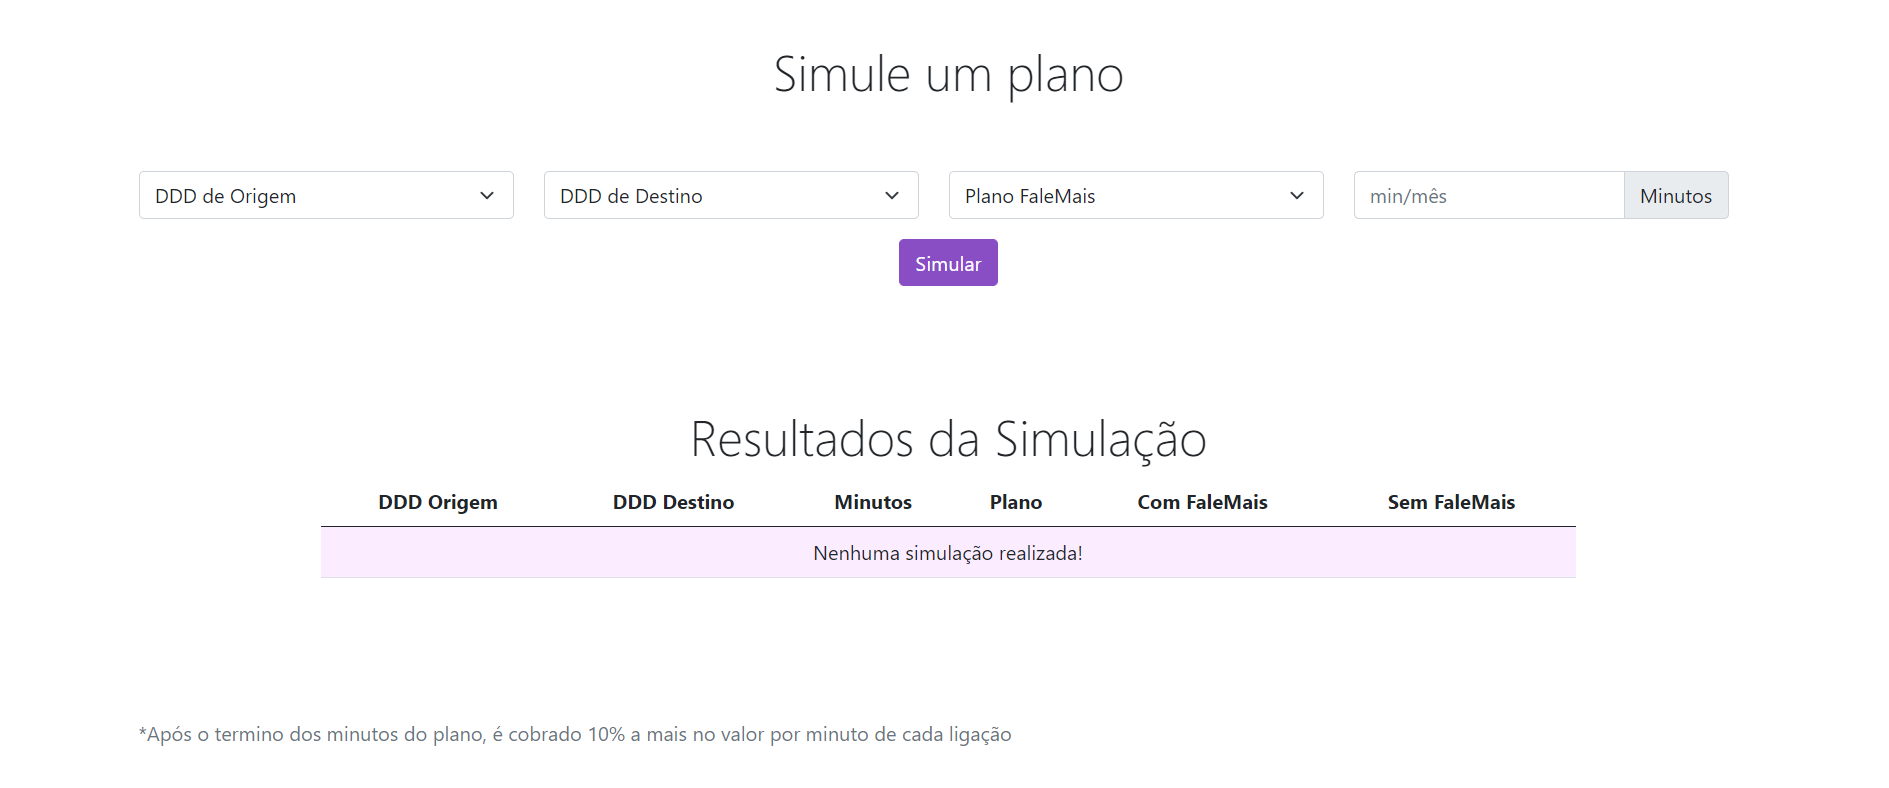 Simule um plano
DDD de Origem DDD de Destino Plano FaleMais min/mês Minutos
Simular
Resultados da Simulação
DDD Origem DDD Destino Minutos Plano Com FaleMais Sem FaleMais
Nenhuma simulação realizada!
*Após o termino dos minutos do plano, é cobrado 10% a mais no valor por minuto de cada ligação